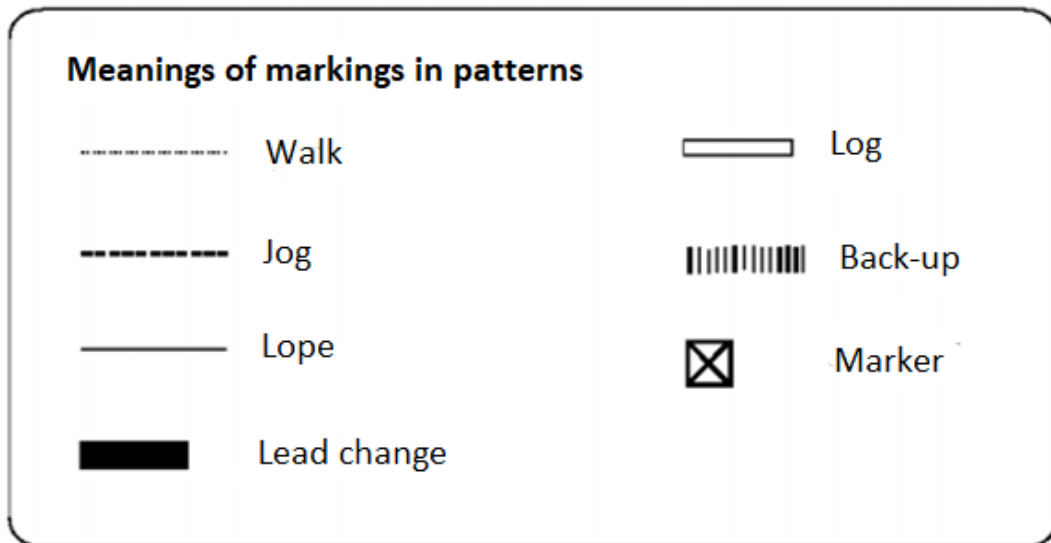 Meanings of markings in patterns
Walk
Jog
Lope
Lead change
Log
Back-up
Marker